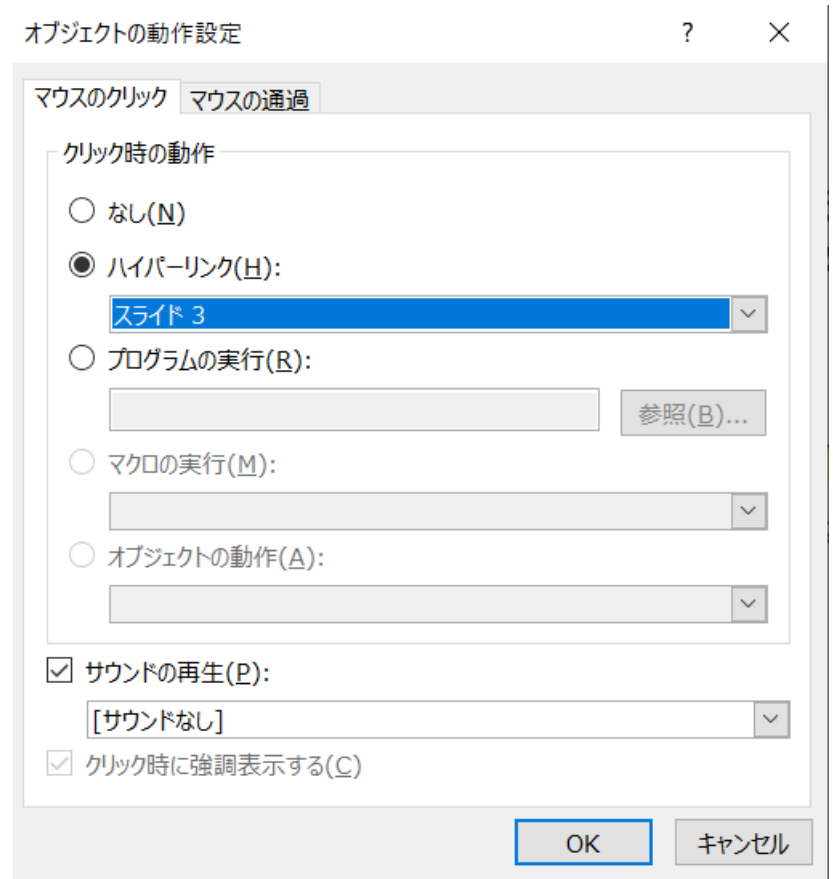 オブジェクトの動作設定 ?
マウスのクリック マウスの通過
クリック時の動作
なし(N)
ハイパーリンク(H):
スライド 3
プログラムの実行(R):
参照(B)...
マクロの実行(M):
オブジェクトの動作(A):
サウンドの再生(P):
[サウンドなし]
クリック時に強調表示する(C)
OK キャンセル